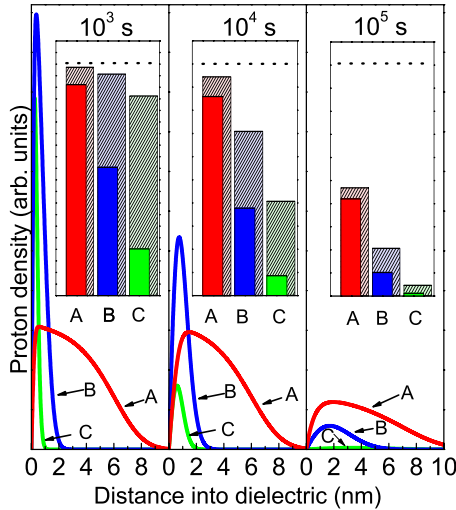 10³ s 10⁴ s 10⁵ s
Proton density (arb. units)
A B C A B C A B C
A A A
B B B
C C C
0 2 4 6 8 0 2 4 6 8 0 2 4 6 8 10
Distance into dielectric (nm)